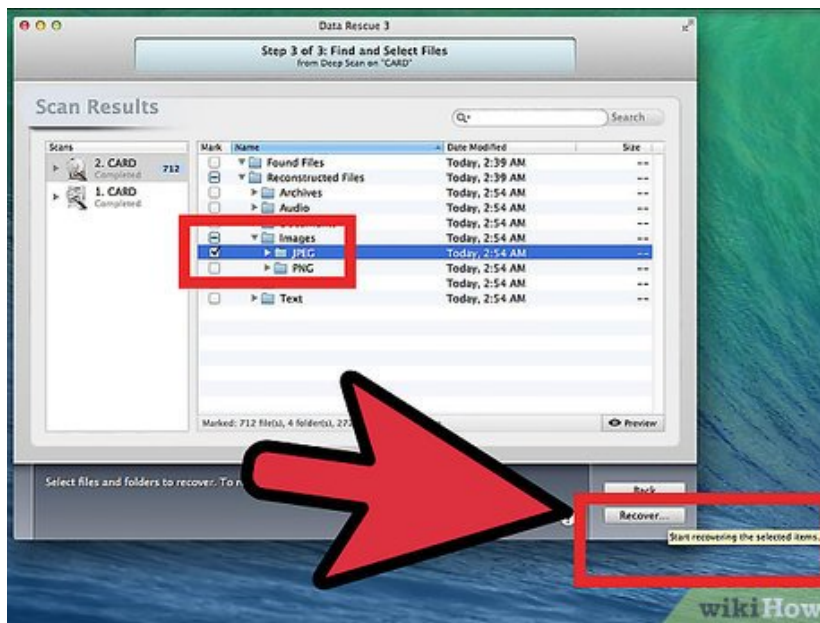 Data Rescue 3
Step 3 of 3: Find and Select Files
from Deep Scan on "CARD"
Scan Results
Search
Scans
Mark Name Date Modified Size
2. CARD 712
Completed
1. CARD
Completed
Found Files Today, 2:39 AM --
Reconstructed Files Today, 2:39 AM --
Archives Today, 2:54 AM --
Audio Today, 2:54 AM --
Today, 2:54 AM --
Images Today, 2:54 AM --
JPEG Today, 2:54 AM --
PNG Today, 2:54 AM --
Today, 2:54 AM --
Text Today, 2:54 AM --
Marked: 712 file(s), 4 folder(s),
Preview
Select files and folders to recover. To
Back
Recover...
Start recovering the selected items.
wikiHow